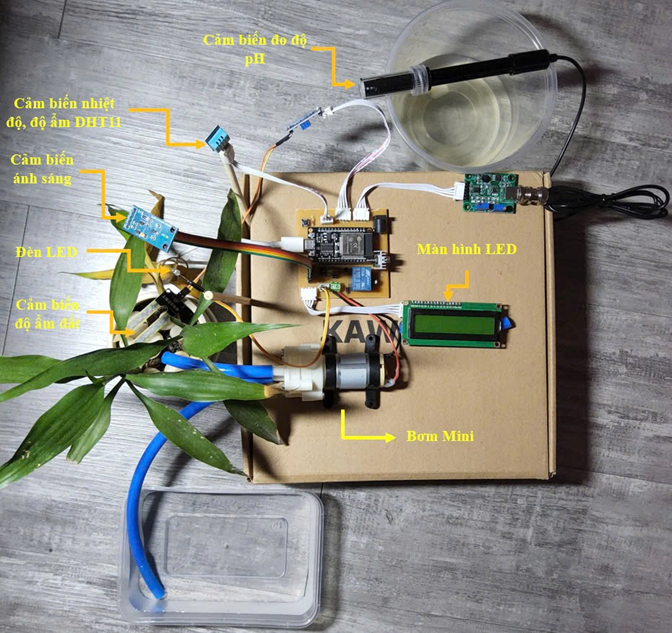 Cảm biến đo độ
pH
Cảm biến nhiệt
độ, độ ẩm DHT11
Cảm biến
ánh sáng
Đèn LED
Màn hình LED
Cảm biến
độ ẩm đất
KAW
Bơm Mini